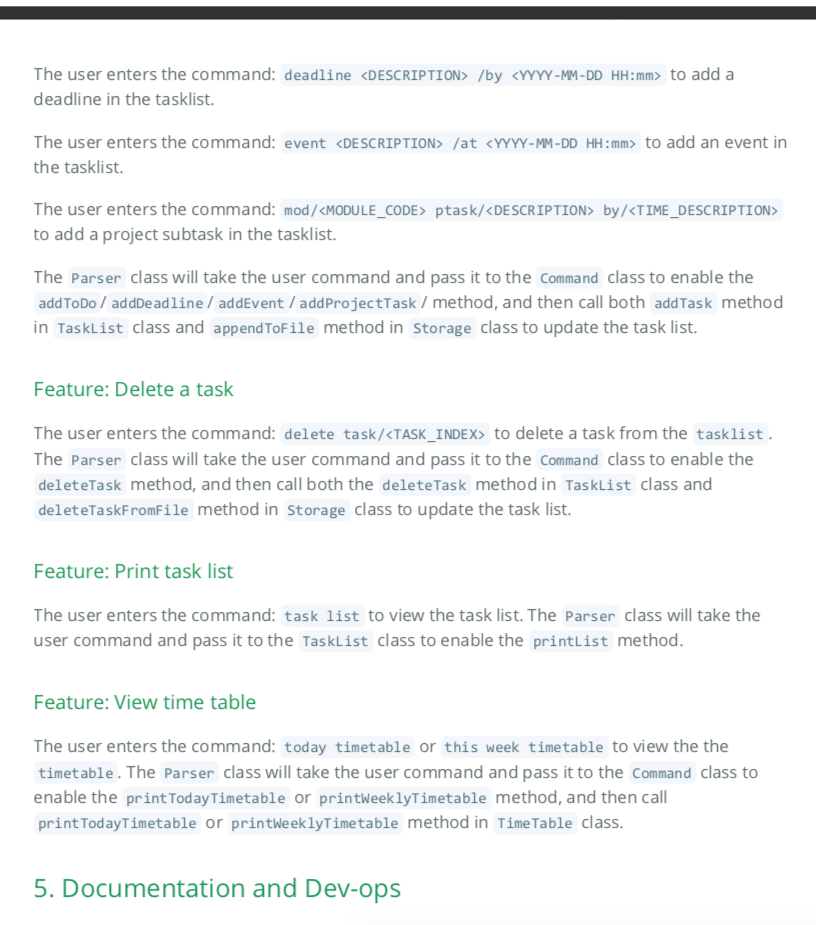 The user enters the command: deadline <DESCRIPTION> /by <YYYY-MM-DD HH:mm> to add a
deadline in the tasklist.
The user enters the command: event <DESCRIPTION> /at <YYYY-MM-DD HH:mm> to add an event in
the tasklist.
The user enters the command: mod/<MODULE_CODE> ptask/<DESCRIPTION> by/<TIME_DESCRIPTION>
to add a project subtask in the tasklist.
The Parser class will take the user command and pass it to the Command class to enable the
addToDo / addDeadline / addEvent / addProjectTask / method, and then call both addTask method
in TaskList class and appendToFile method in Storage class to update the task list.
Feature: Delete a task
The user enters the command: delete task/<TASK_INDEX> to delete a task from the tasklist .
The Parser class will take the user command and pass it to the Command class to enable the
deleteTask method, and then call both the deleteTask method in TaskList class and
deleteTaskFromFile method in Storage class to update the task list.
Feature: Print task list
The user enters the command: task list to view the task list. The Parser class will take the
user command and pass it to the TaskList class to enable the printList method.
Feature: View time table
The user enters the command: today timetable or this week timetable to view the the
timetable . The Parser class will take the user command and pass it to the Command class to
enable the printTodayTimetable or printWeeklyTimetable method, and then call
printTodayTimetable or printWeeklyTimetable method in TimeTable class.
5. Documentation and Dev-ops